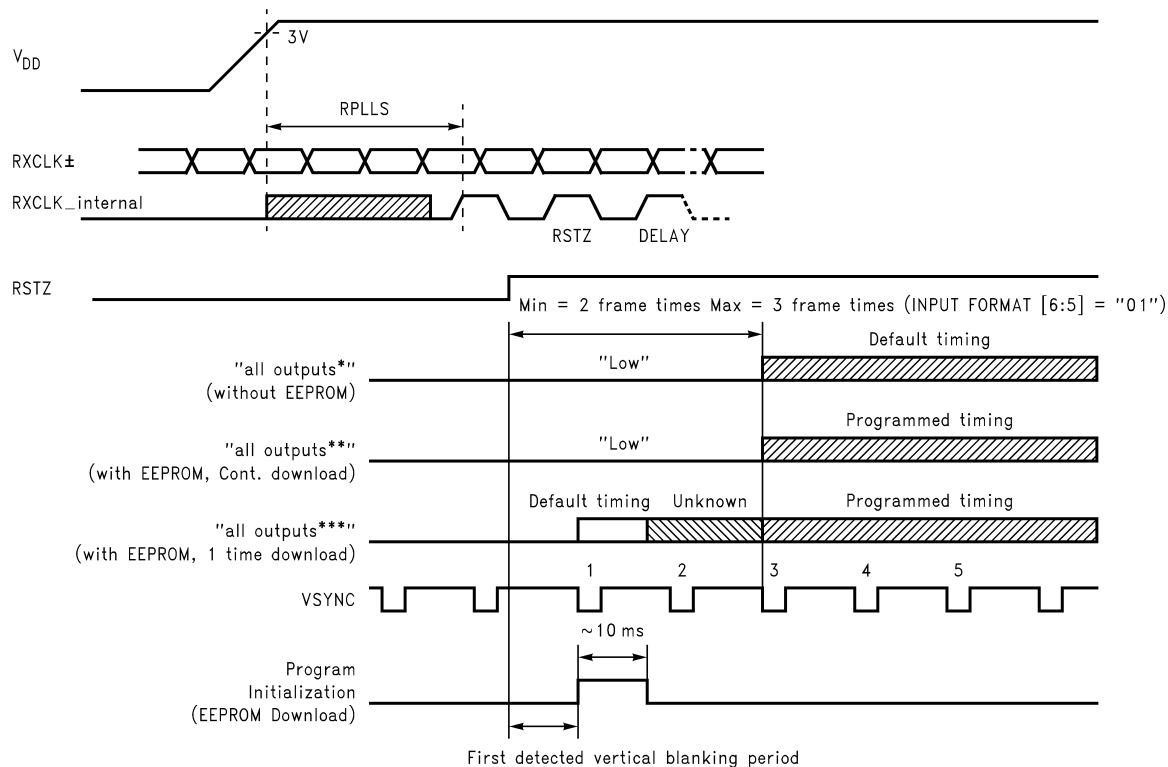 3V
VDD
RPLLS
RXCLK±
RXCLK_internal
RSTZ DELAY
RSTZ
Min = 2 frame times Max = 3 frame times (INPUT FORMAT [6:5] = "01")
Default timing
"all outputs*" "Low"
(without EEPROM)
Programmed timing
"all outputs**" "Low"
(with EEPROM, Cont. download)
Default timing Unknown Programmed timing
"all outputs***"
(with EEPROM, 1 time download)
1 2 3 4 5
VSYNC
~10 ms
Program
Initialization
(EEPROM Download)
First detected vertical blanking period